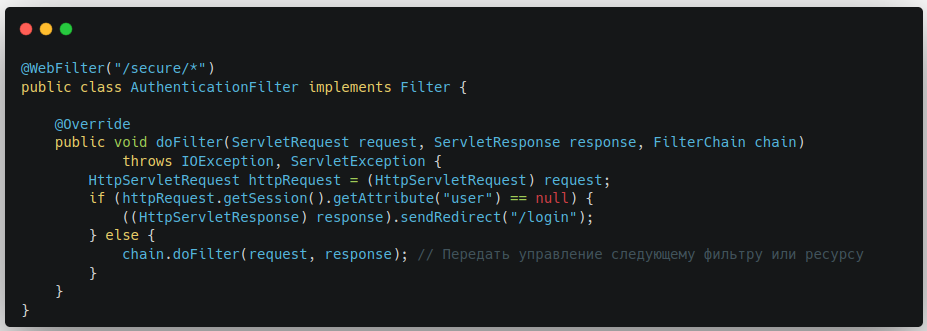 @WebFilter("/secure/*")
public class AuthenticationFilter implements Filter {
@Override
public void doFilter(ServletRequest request, ServletResponse response, FilterChain chain)
throws IOException, ServletException {
HttpServletRequest httpRequest = (HttpServletRequest) request;
if (httpRequest.getSession().getAttribute("user") == null) {
((HttpServletResponse) response).sendRedirect("/login");
} else {
chain.doFilter(request, response); // Передать управление следующему фильтру или ресурсу
}
}
}